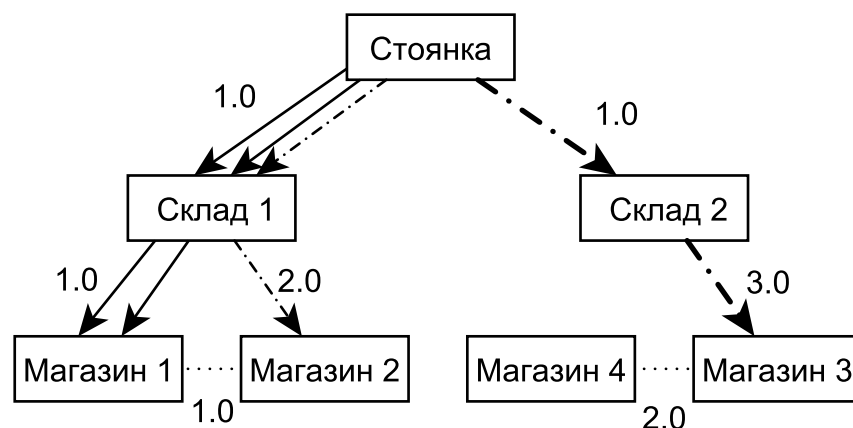 Стоянка
1.0
1.0
Склад 1
Склад 2
1.0
2.0
3.0
Магазин 1
Магазин 2
Магазин 4
Магазин 3
1.0
2.0